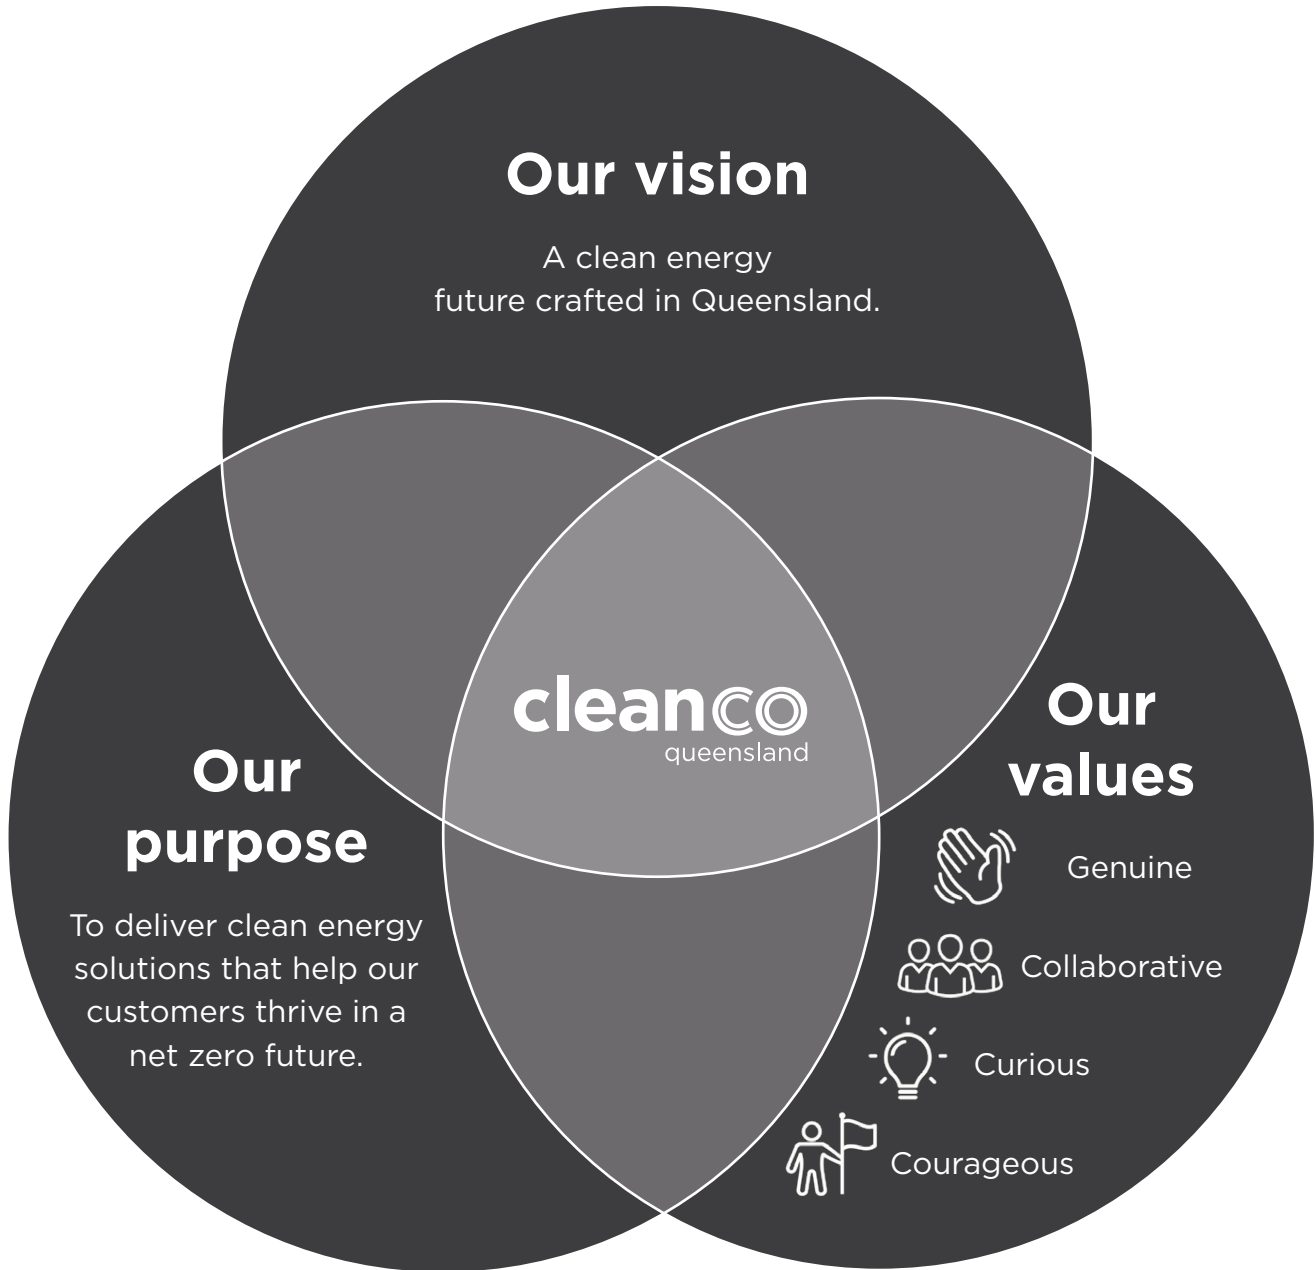 Our vision
A clean energy
future crafted in Queensland.
cleanco
queensland
Our
purpose
To deliver clean energy
solutions that help our
customers thrive in a
net zero future.
Our
values
Genuine
Collaborative
Curious
Courageous